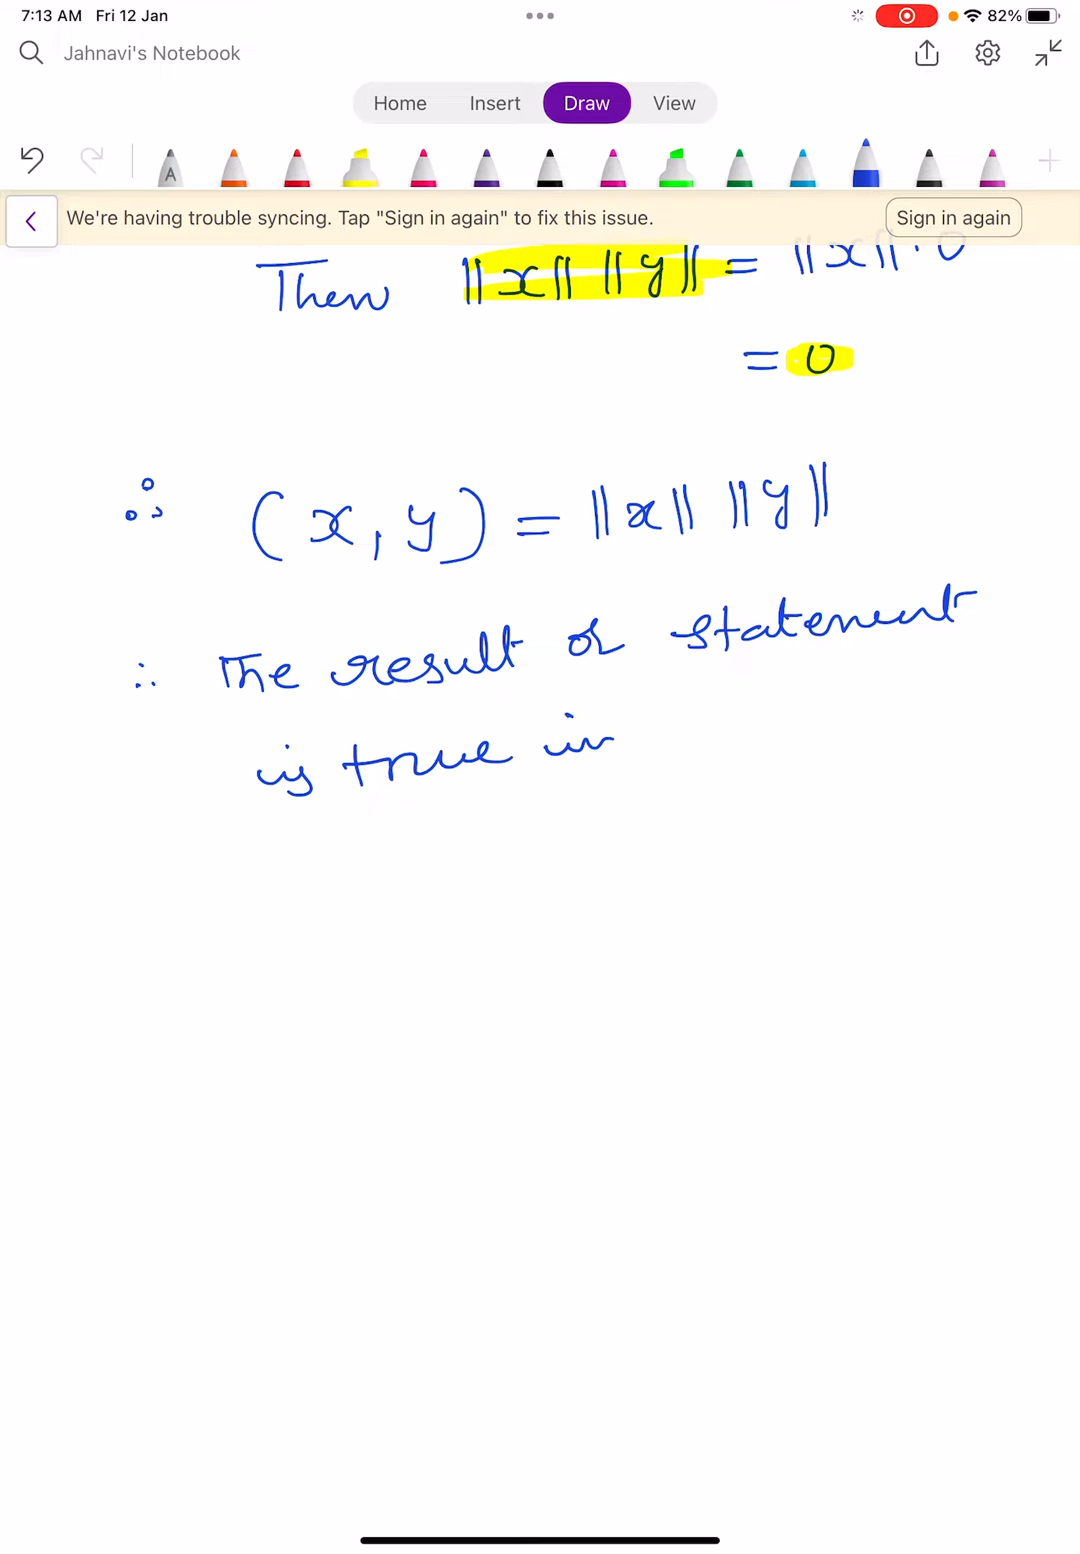 7:13 AM Fri 12 Jan 82%
Jahnavi's Notebook
Home Insert Draw View
A
We're having trouble syncing. Tap "Sign in again" to fix this issue. Sign in again
Then ||x|| ||y|| = ||x|| · 0
= 0
∴ (x, y) = ||x|| ||y||
∴ The result or statement
is true in